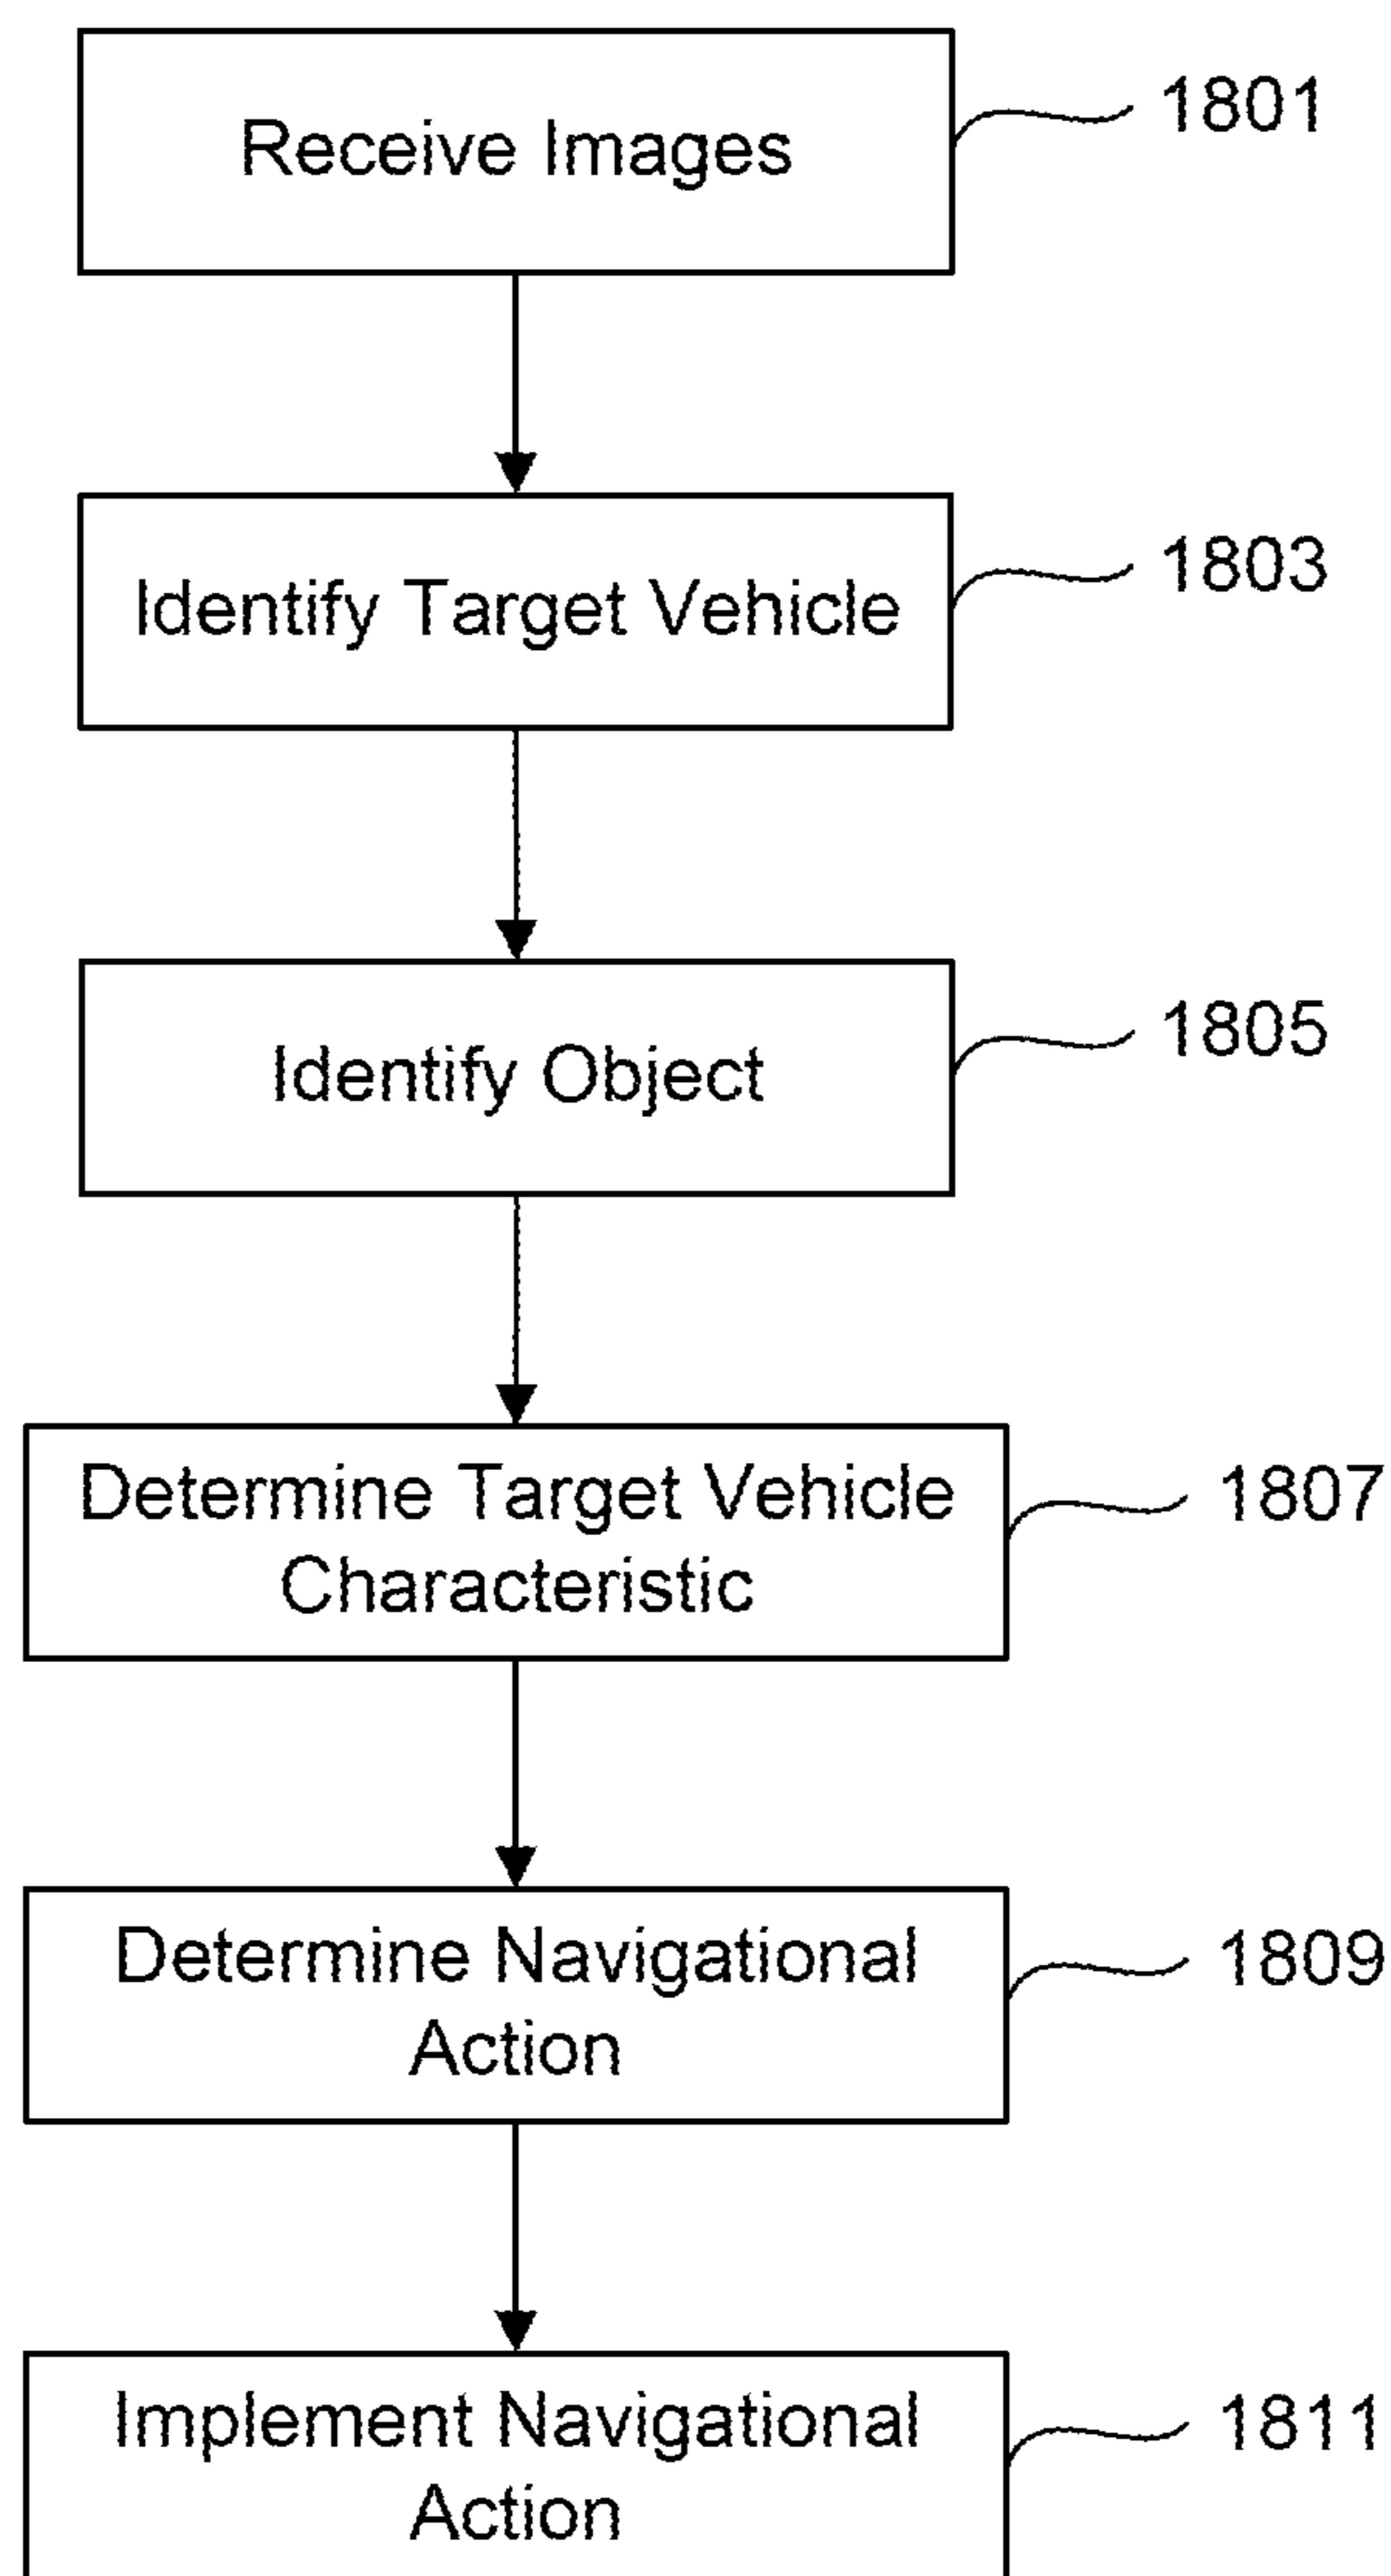 Receive Images
1801
Identify Target Vehicle
1803
Identify Object
1805
Determine Target Vehicle
Characteristic
1807
Determine Navigational
Action
1809
Implement Navigational
Action
1811